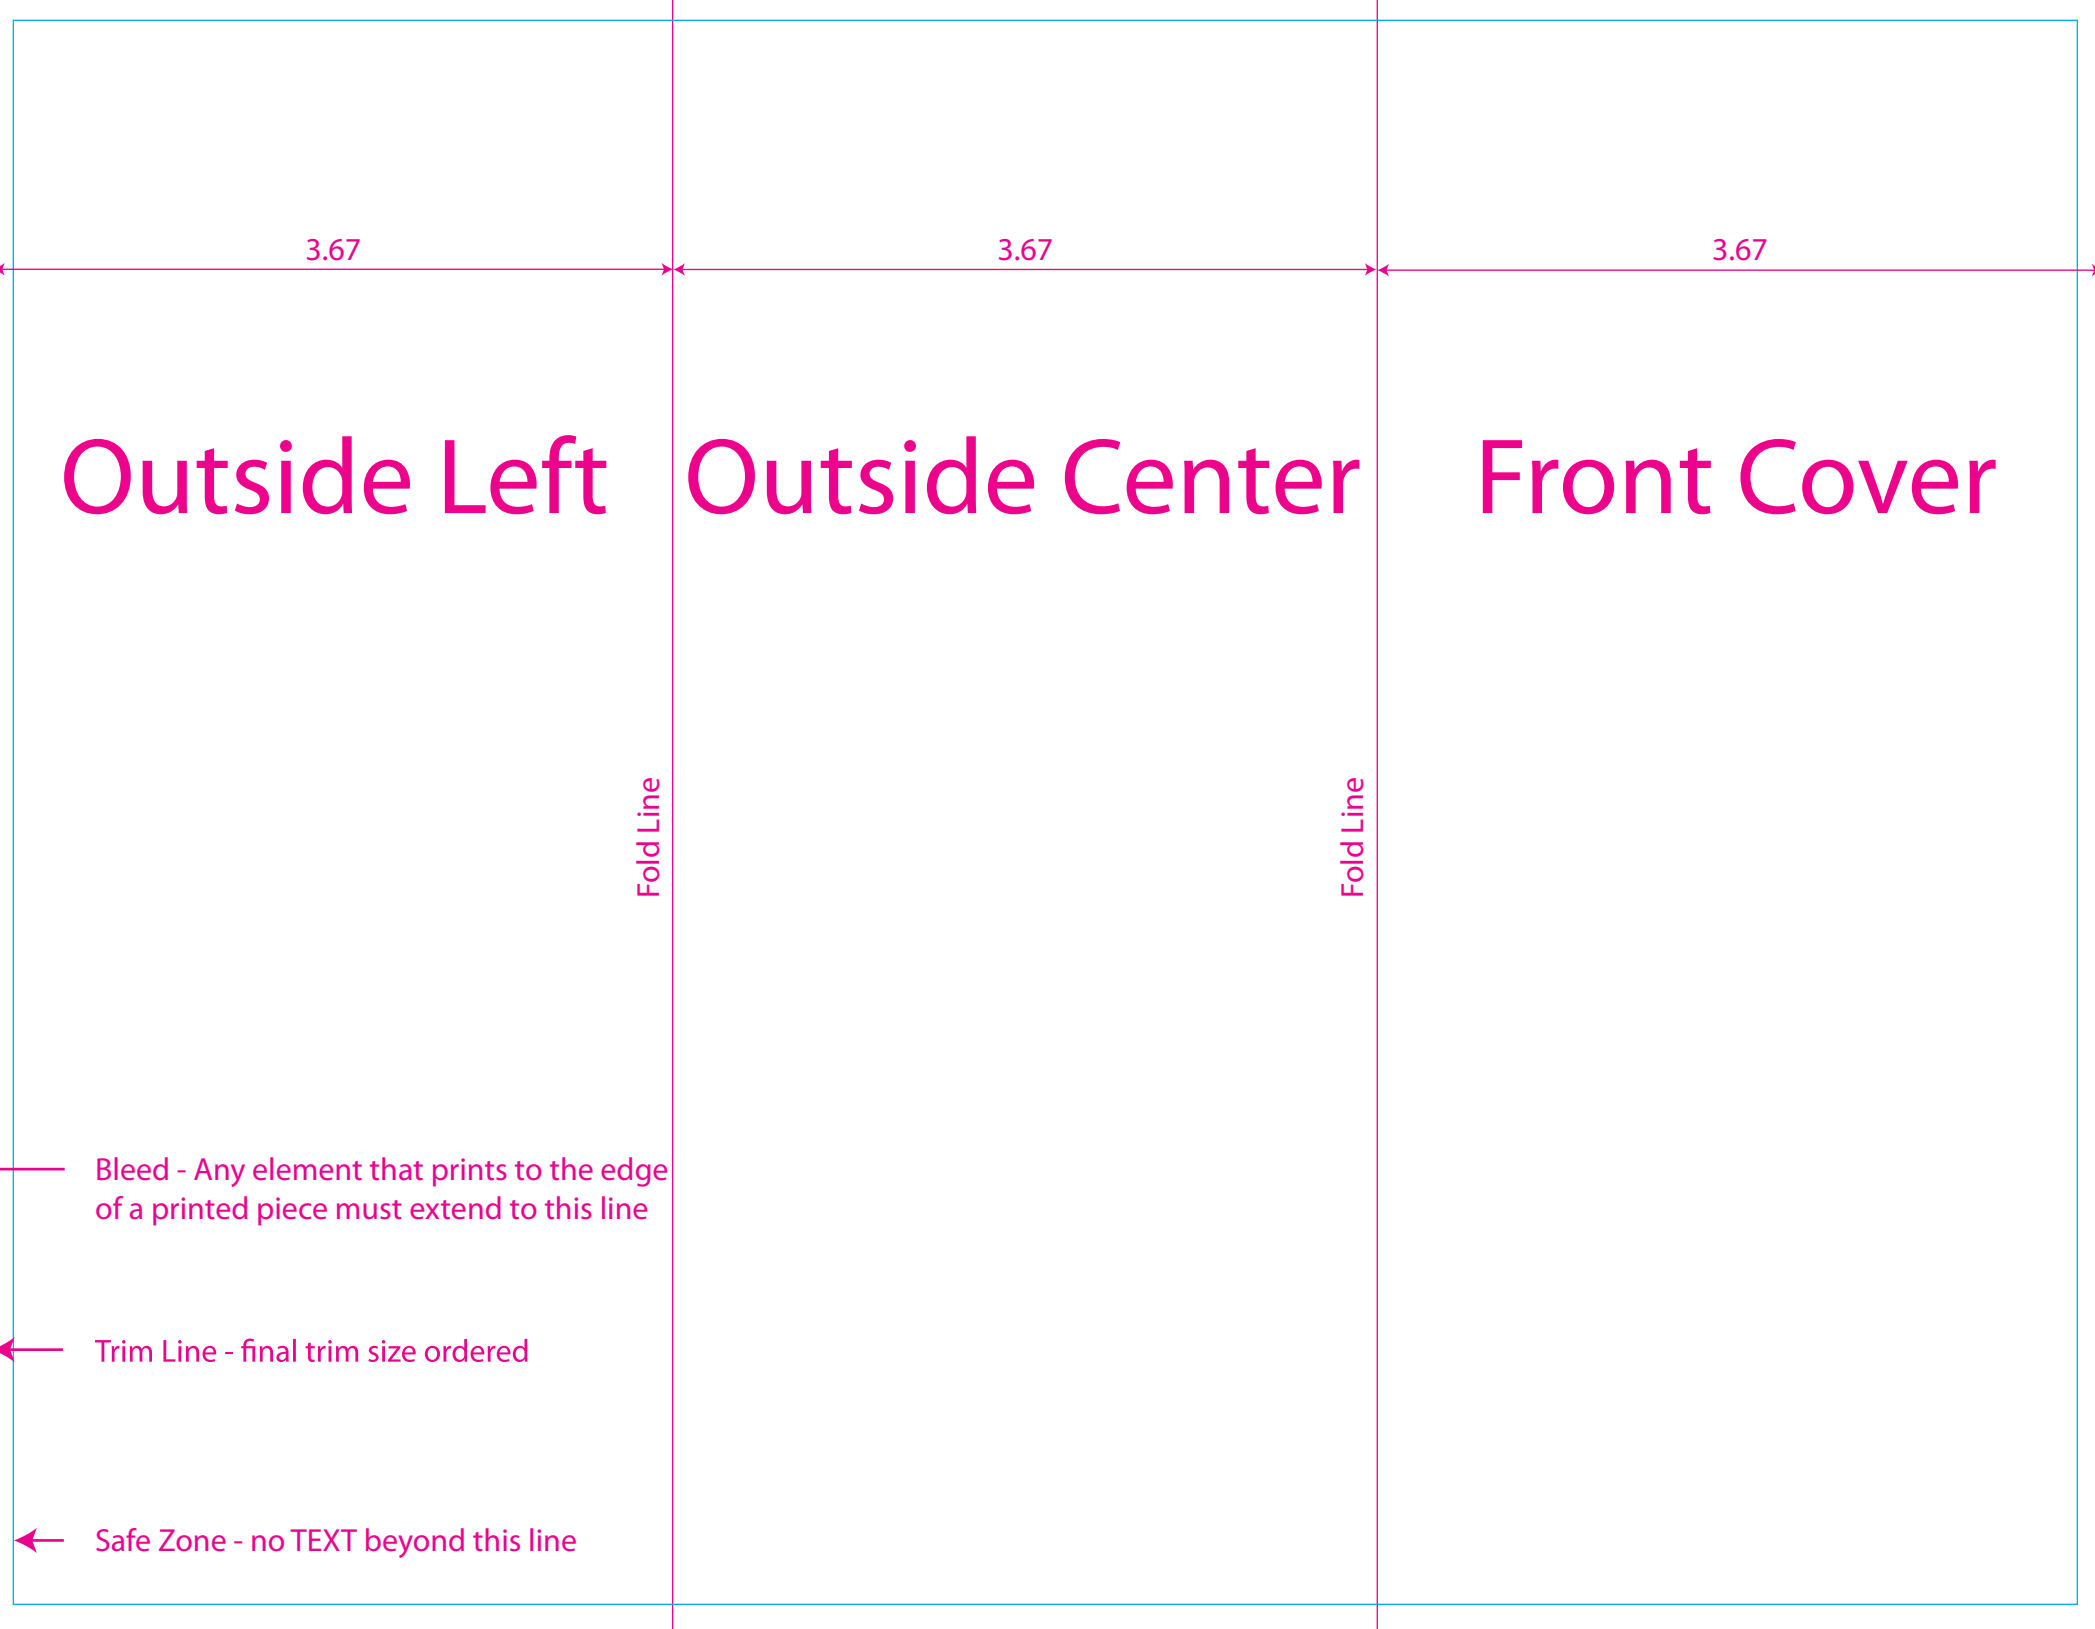 3.67
3.67
3.67
Outside Left
Outside Center
Front Cover
Fold Line
Fold Line
Bleed - Any element that prints to the edge
of a printed piece must extend to this line
Trim Line - final trim size ordered
Safe Zone - no TEXT beyond this line